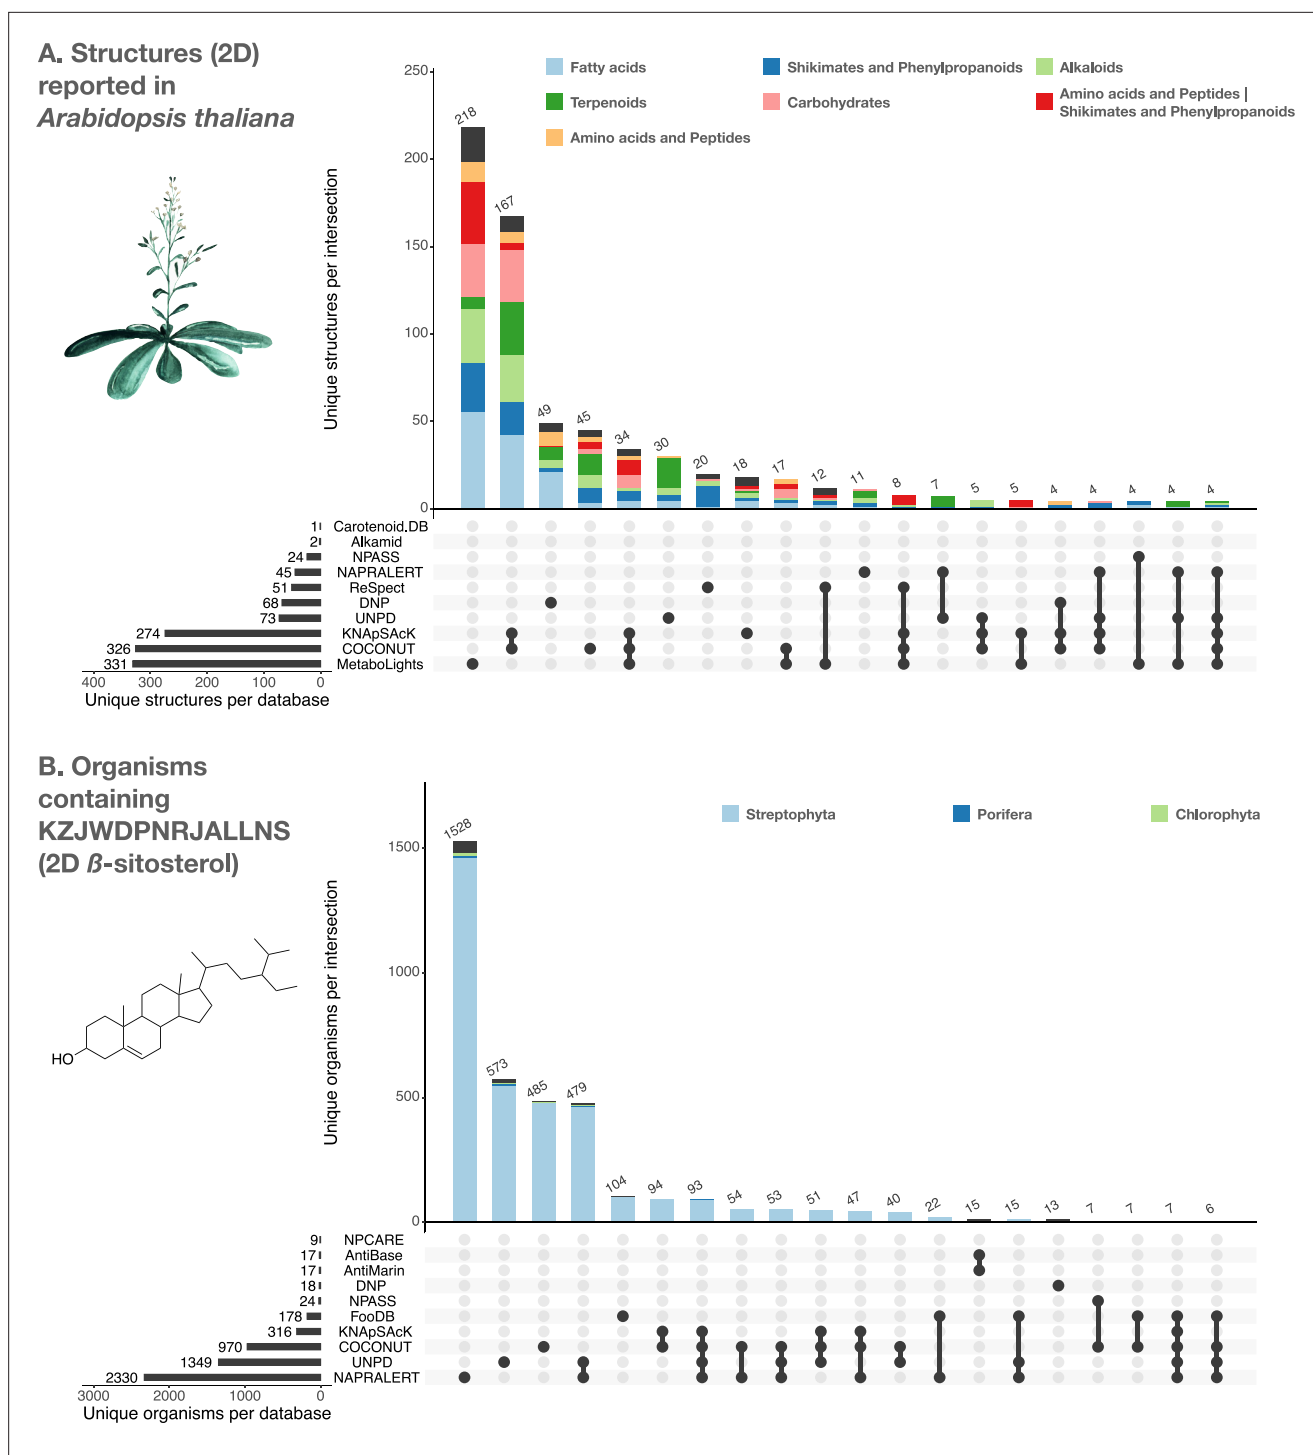 A. Structures (2D)
reported in
Arabidopsis thaliana
Fatty acids
Shikimates and Phenylpropanoids
Alkaloids
Terpenoids
Carbohydrates
Amino acids and Peptides |
Shikimates and Phenylpropanoids
Amino acids and Peptides
Unique structures per intersection
250
200
150
100
50
0
218
167
49
45
34
30
20
18
17
12
11
8
7
5
5
4
4
4
4
4
1 Carotenoid.DB
2 Alkamid
24 NPASS
45 NAPRALERT
51 ReSpect
68 DNP
73 UNPD
274 KNApSAcK
326 COCONUT
331 MetaboLights
400 300 200 100 0
Unique structures per database
B. Organisms
containing
KZJWDPNRJALLNS
(2D ß-sitosterol)
Streptophyta
Porifera
Chlorophyta
HO
Unique organisms per intersection
1500
1000
500
0
1528
573
485
479
104
94
93
54
53
51
47
40
22
15
15
13
7
7
7
6
9 NPCARE
17 AntiBase
17 AntiMarin
18 DNP
24 NPASS
178 FooDB
316 KNApSAcK
970 COCONUT
1349 UNPD
2330 NAPRALERT
3000 2000 1000 0
Unique organisms per database